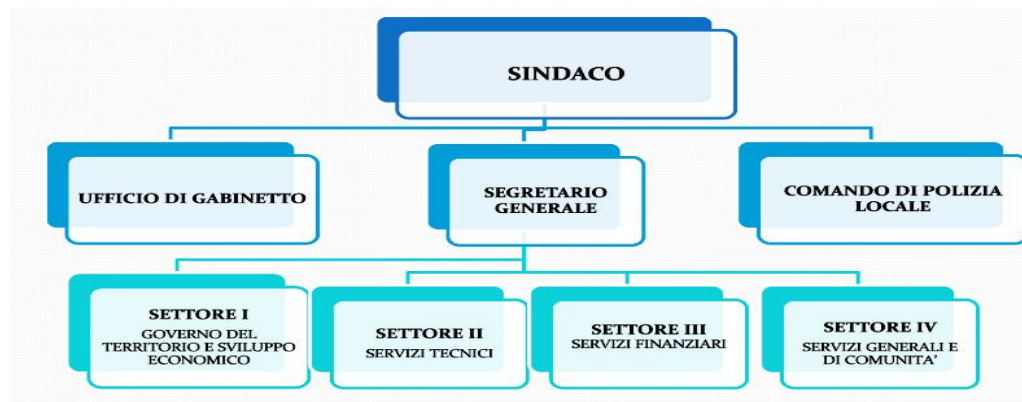 SINDACO
UFFICIO DI GABINETTO
SEGRETARIO
GENERALE
COMANDO DI POLIZIA
LOCALE
SETTORE I
GOVERNO DEL
TERRITORIO E SVILUPPO
ECONOMICO
SETTORE II
SERVIZI TECNICI
SETTORE III
SERVIZI FINANZIARI
SETTORE IV
SERVIZI GENERALI E
DI COMUNITA’